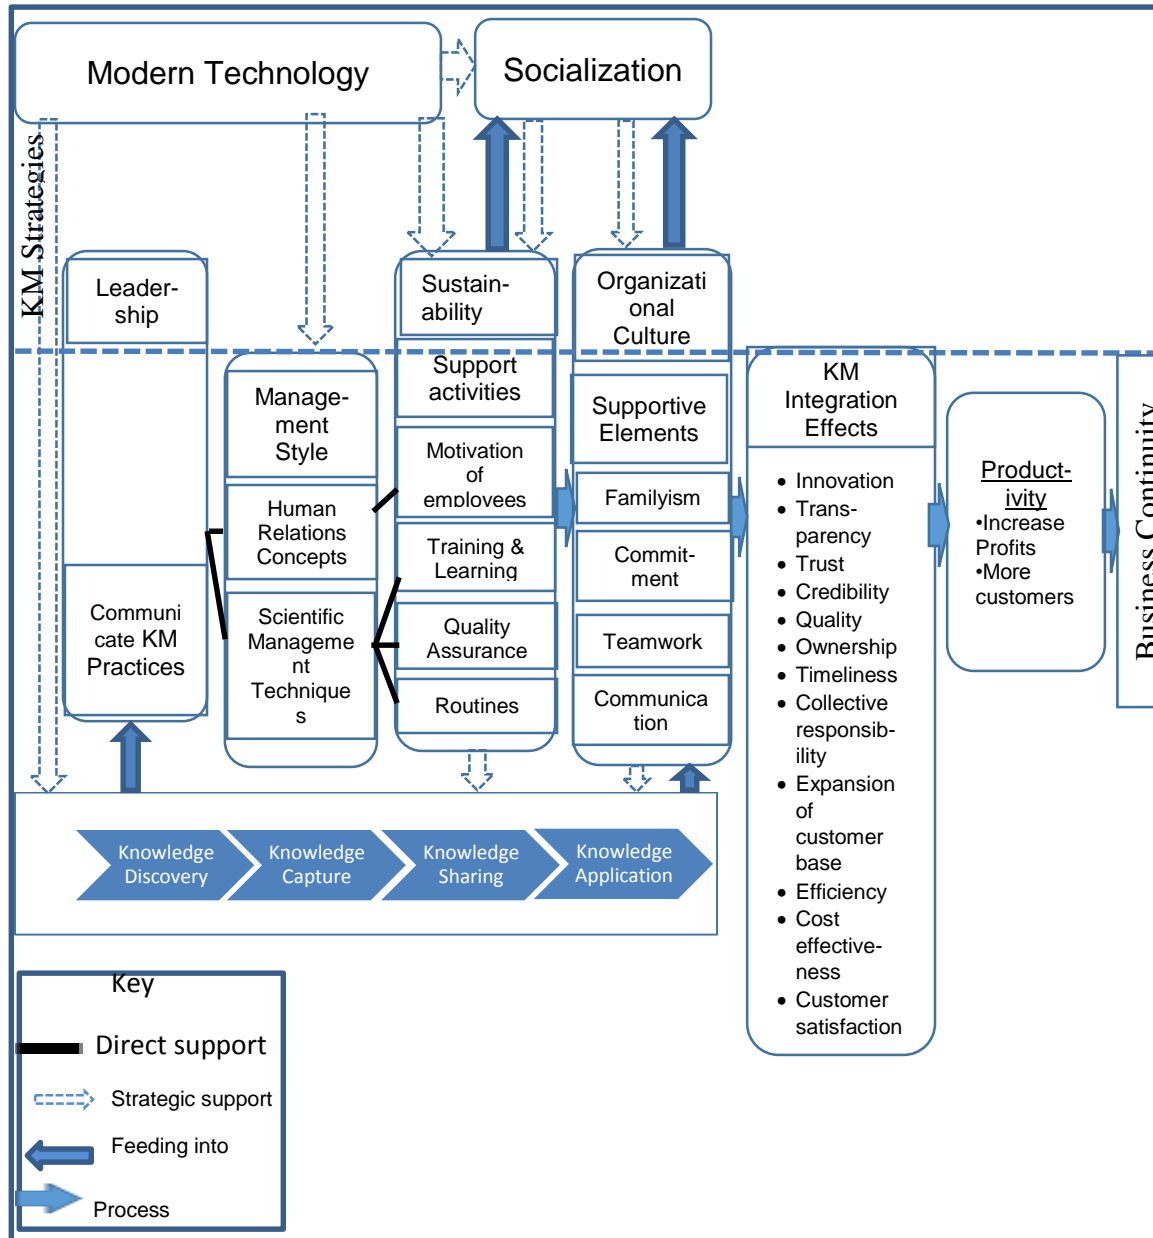 Modern Technology
Socialization
KM Strategies
Leader-
ship
Communi
cate KM
Practices
Manage-
ment
Style
Human
Relations
Concepts
Scientific
Manageme
nt
Technique
s
Sustain-
ability
Support
activities
Motivation
of
employees
Training &
Learning
Quality
Assurance
Routines
Organizati
onal
Culture
Supportive
Elements
Familyism
Commit-
ment
Teamwork
Communica
tion
KM
Integration
Effects
• Innovation
• Trans-
parency
• Trust
• Credibility
• Quality
• Ownership
• Timeliness
• Collective
responsib-
ility
• Expansion
of
customer
base
• Efficiency
• Cost
effective-
ness
• Customer
satisfaction
Product-
ivity
•Increase
Profits
•More
customers
Business Continuity
Knowledge
Discovery
Knowledge
Capture
Knowledge
Sharing
Knowledge
Application
Key
Direct support
Strategic support
Feeding into
Process